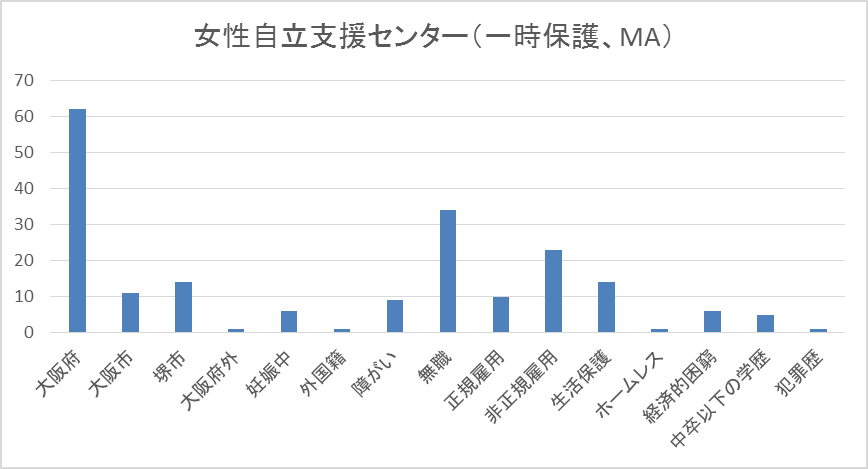 女性自立支援センター（一時保護、MA）
70
60
50
40
30
20
10
0
大阪府
大阪市
堺市
大阪府外
妊娠中
外国籍
障がい
無職
正規雇用
非正規雇用
生活保護
ホームレス
経済的困窮
中卒以下の学歴
犯罪歴